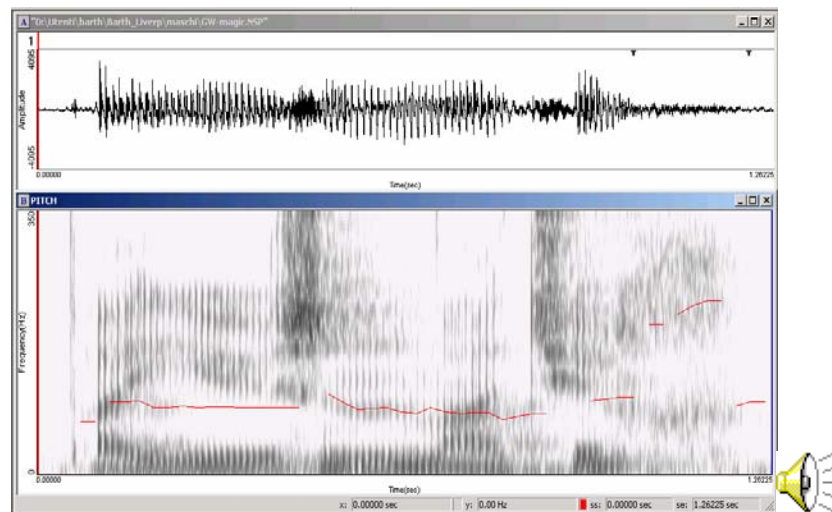 A "D:\Utenti\barth\Barth_Liverp\maschi\GW-magic.NSP"
1
4095
Amplitude
-4095
0.00000
1.26225
Time(sec)
B PITCH
350
Frequency(Hz)
0
0.00000
1.26225
Time(sec)
x: 0.00000 sec y: 0.00 Hz ss: 0.00000 sec se: 1.26225 sec